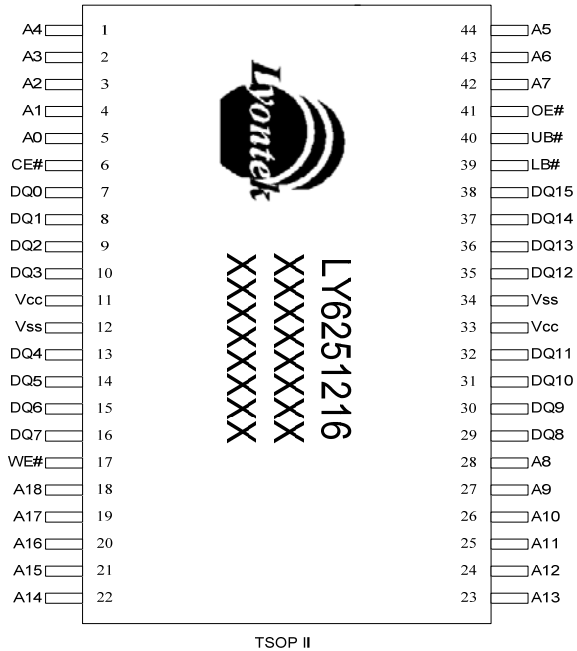 A4 1 44 A5
A3 2 43 A6
A2 3 42 A7
A1 4 41 OE#
A0 5 40 UB#
CE# 6 39 LB#
DQ0 7 38 DQ15
DQ1 8 37 DQ14
DQ2 9 36 DQ13
DQ3 10 35 DQ12
Vcc 11 34 Vss
Vss 12 33 Vcc
DQ4 13 32 DQ11
DQ5 14 31 DQ10
DQ6 15 30 DQ9
DQ7 16 29 DQ8
WE# 17 28 A8
A18 18 27 A9
A17 19 26 A10
A16 20 25 A11
A15 21 24 A12
A14 22 23 A13
Lyontek
LY6251216
XXXXXXXX
XXXXXXXX
TSOP II